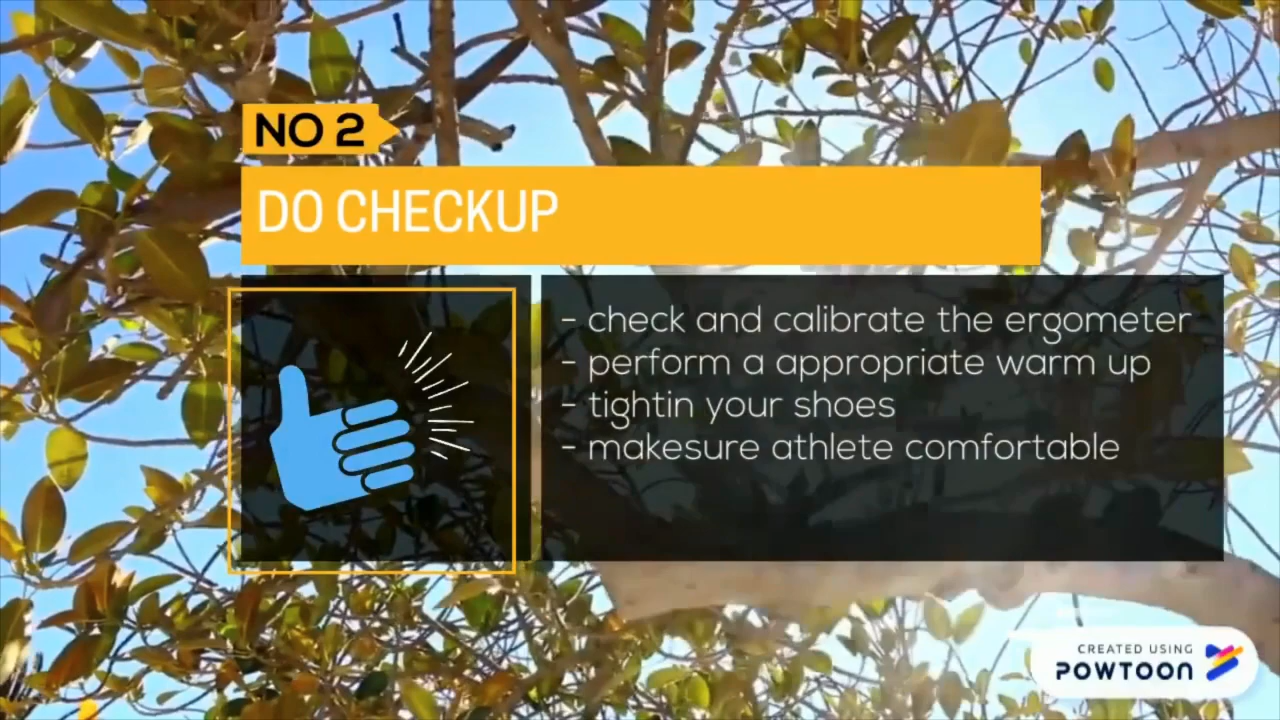 NO 2
DO CHECKUP
- check and calibrate the ergometer
- perform a appropriate warm up
- tightin your shoes
- makesure athlete comfortable
CREATED USING
POWTOON